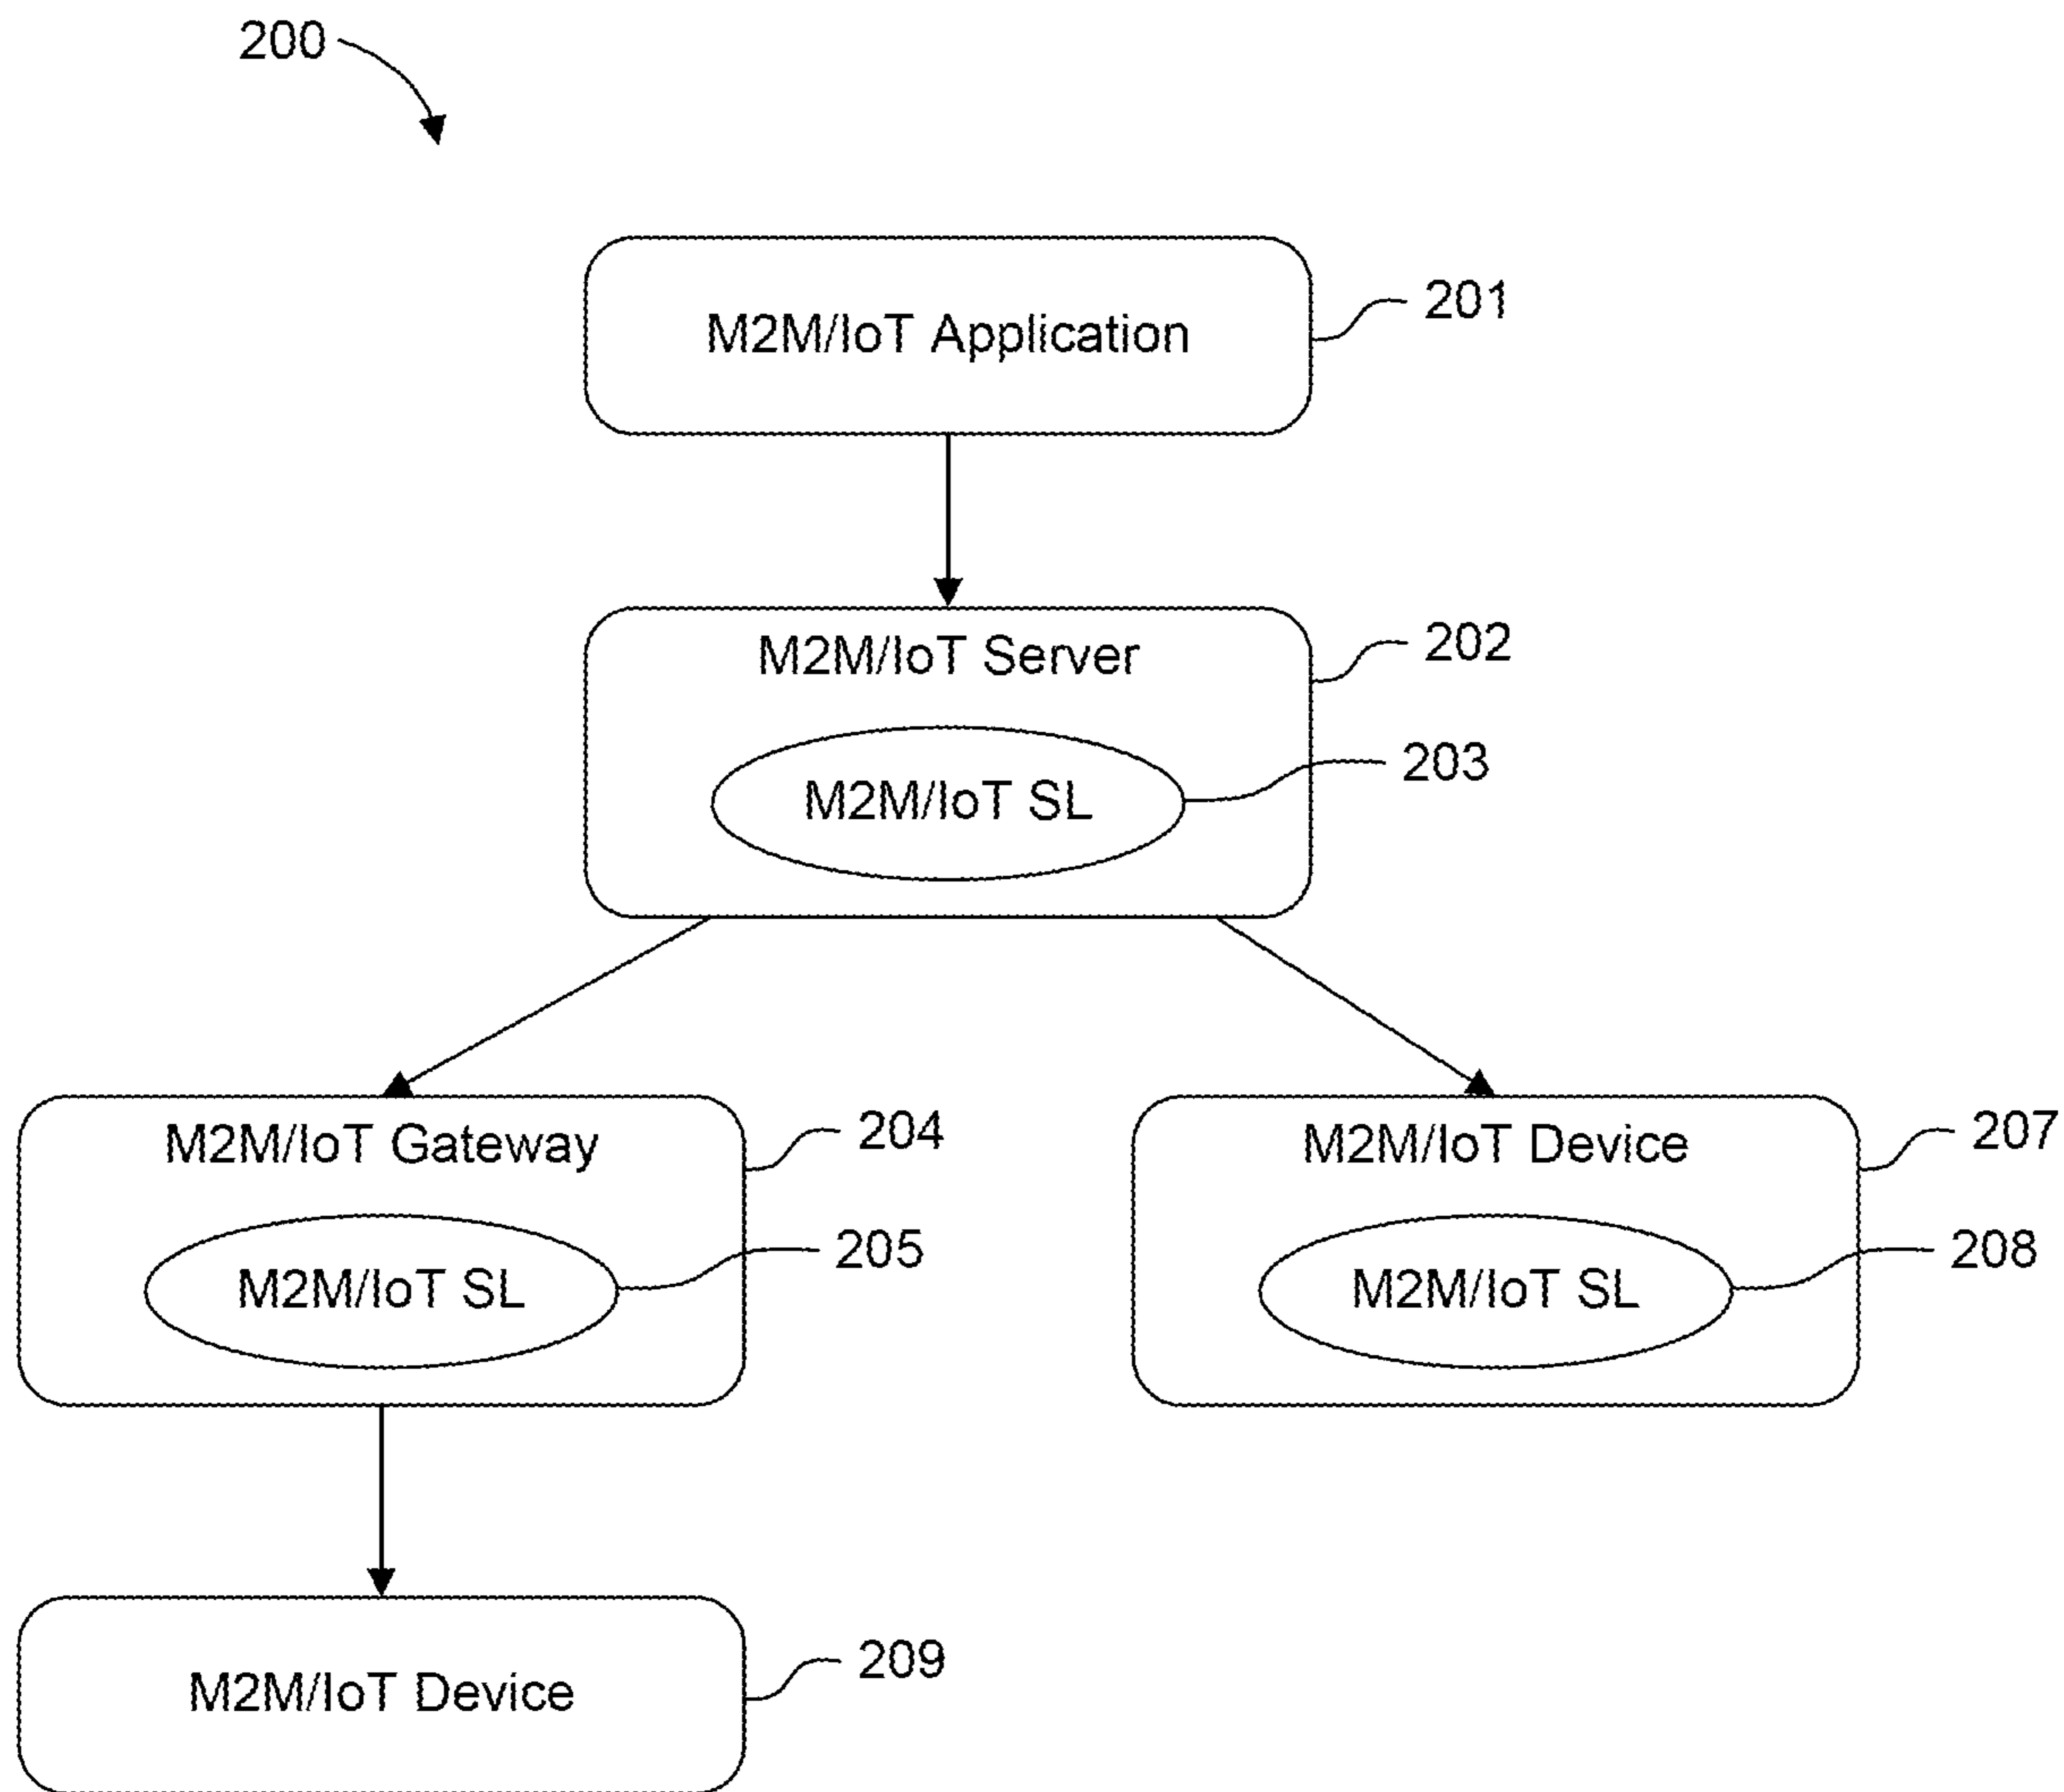 200
M2M/IoT Application
201
M2M/IoT Server
202
M2M/IoT SL
203
M2M/IoT Gateway
204
M2M/IoT SL
205
M2M/IoT Device
207
M2M/IoT SL
208
M2M/IoT Device
209